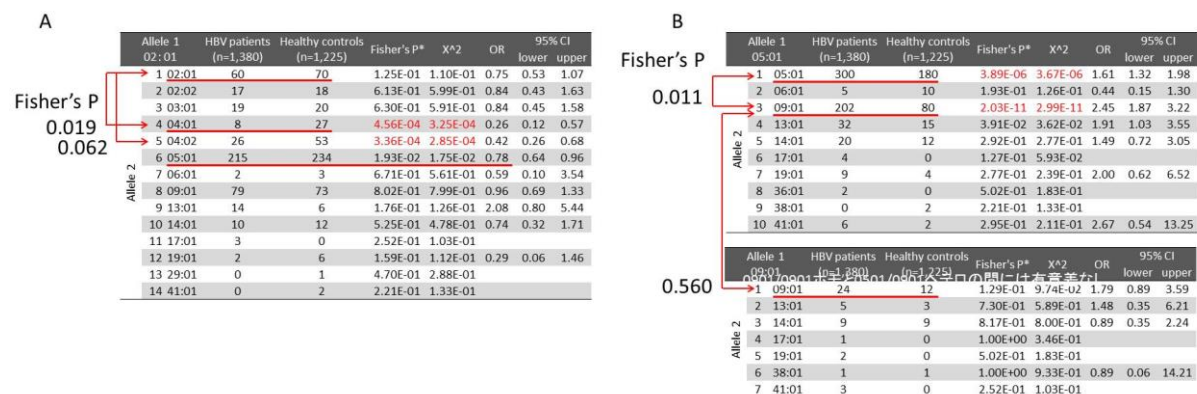 A
Allele 1 HBV patients Healthy controls Fisher's P* X^2 OR 95% CI
02:01 (n=1,380) (n=1,225) lower upper
1 02:01 60 70 1.25E-01 1.10E-01 0.75 0.53 1.07
2 02:02 17 18 6.13E-01 5.99E-01 0.84 0.43 1.63
3 03:01 19 20 6.30E-01 5.91E-01 0.84 0.45 1.58
4 04:01 8 27 4.56E-04 3.25E-04 0.26 0.12 0.57
5 04:02 26 53 3.36E-04 2.85E-04 0.42 0.26 0.68
6 05:01 215 234 1.93E-02 1.75E-02 0.78 0.64 0.96
7 06:01 2 3 6.71E-01 5.61E-01 0.59 0.10 3.54
8 09:01 79 73 8.02E-01 7.99E-01 0.96 0.69 1.33
9 13:01 14 6 1.76E-01 1.26E-01 2.08 0.80 5.44
10 14:01 10 12 5.25E-01 4.78E-01 0.74 0.32 1.71
11 17:01 3 0 2.52E-01 1.03E-01
12 19:01 2 6 1.59E-01 1.12E-01 0.29 0.06 1.46
13 29:01 0 1 4.70E-01 2.88E-01
14 41:01 0 2 2.21E-01 1.33E-01
Allele 2
Fisher's P
0.019
0.062
B
Allele 1 HBV patients Healthy controls Fisher's P* X^2 OR 95% CI
05:01 (n=1,380) (n=1,225) lower upper
1 05:01 300 180 3.89E-06 3.67E-06 1.61 1.32 1.98
2 06:01 5 10 1.93E-01 1.26E-01 0.44 0.15 1.30
3 09:01 202 80 2.03E-11 2.99E-11 2.45 1.87 3.22
4 13:01 32 15 3.91E-02 3.62E-02 1.91 1.03 3.55
5 14:01 20 12 2.92E-01 2.77E-01 1.49 0.72 3.05
6 17:01 4 0 1.27E-01 5.93E-02
7 19:01 9 4 2.77E-01 2.39E-01 2.00 0.62 6.52
8 36:01 2 0 5.02E-01 1.83E-01
9 38:01 0 2 2.21E-01 1.33E-01
10 41:01 6 2 2.95E-01 2.11E-01 2.67 0.54 13.25
Allele 2
Fisher's P
0.011
0.560
Allele 1 HBV patients Healthy controls Fisher's P* X^2 OR 95% CI
09:01 (n=1,380) (n=1,225) lower upper
0901/0901ホモと0501/0901ヘテロの間には有意差なし
1 09:01 24 12 1.29E-01 9.74E-02 1.79 0.89 3.59
2 13:01 5 3 7.30E-01 5.89E-01 1.48 0.35 6.21
3 14:01 9 9 8.17E-01 8.00E-01 0.89 0.35 2.24
4 17:01 1 0 1.00E+00 3.46E-01
5 19:01 2 0 5.02E-01 1.83E-01
6 38:01 1 1 1.00E+00 9.33E-01 0.89 0.06 14.21
7 41:01 3 0 2.52E-01 1.03E-01
Allele 2